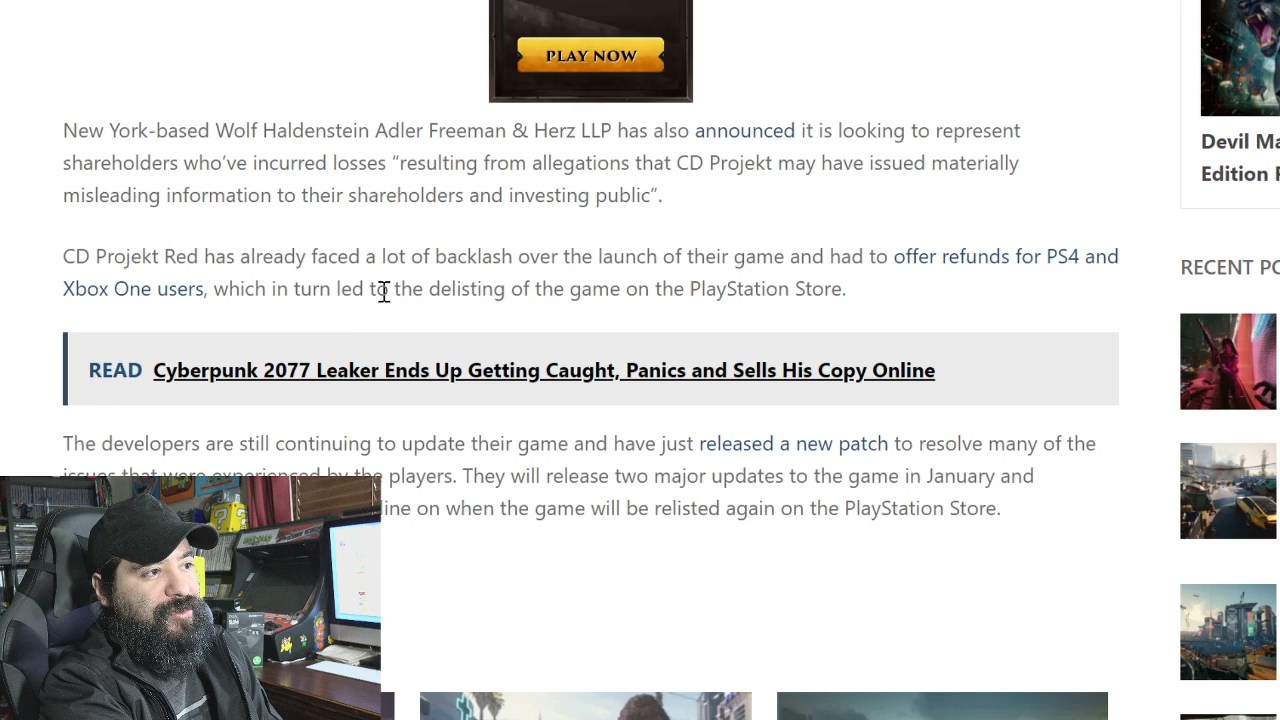 PLAY NOW
New York-based Wolf Haldenstein Adler Freeman & Herz LLP has also announced it is looking to represent
shareholders who've incurred losses “resulting from allegations that CD Projekt may have issued materially
misleading information to their shareholders and investing public”.
CD Projekt Red has already faced a lot of backlash over the launch of their game and had to offer refunds for PS4 and
Xbox One users, which in turn led to the delisting of the game on the PlayStation Store.
READ Cyberpunk 2077 Leaker Ends Up Getting Caught, Panics and Sells His Copy Online
The developers are still continuing to update their game and have just released a new patch to resolve many of the
issues that were experienced by the players. They will release two major updates to the game in January and
ine on when the game will be relisted again on the PlayStation Store.
Devil Ma
Edition
RECENT PO